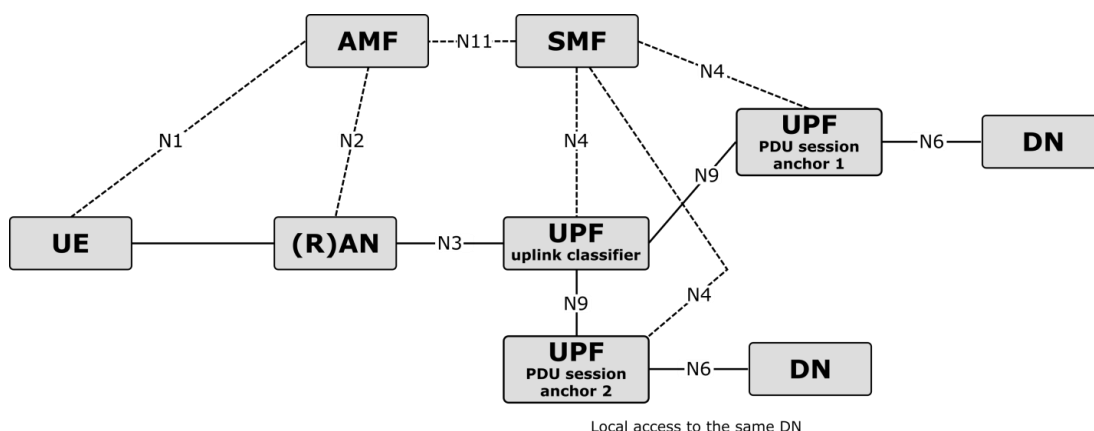 AMF
N11
SMF
N4
UPF
PDU session
anchor 1
N6
DN
N1
N2
N4
N9
UE
(R)AN
N3
UPF
uplink classifier
N9
N4
UPF
PDU session
anchor 2
N6
DN
Local access to the same DN